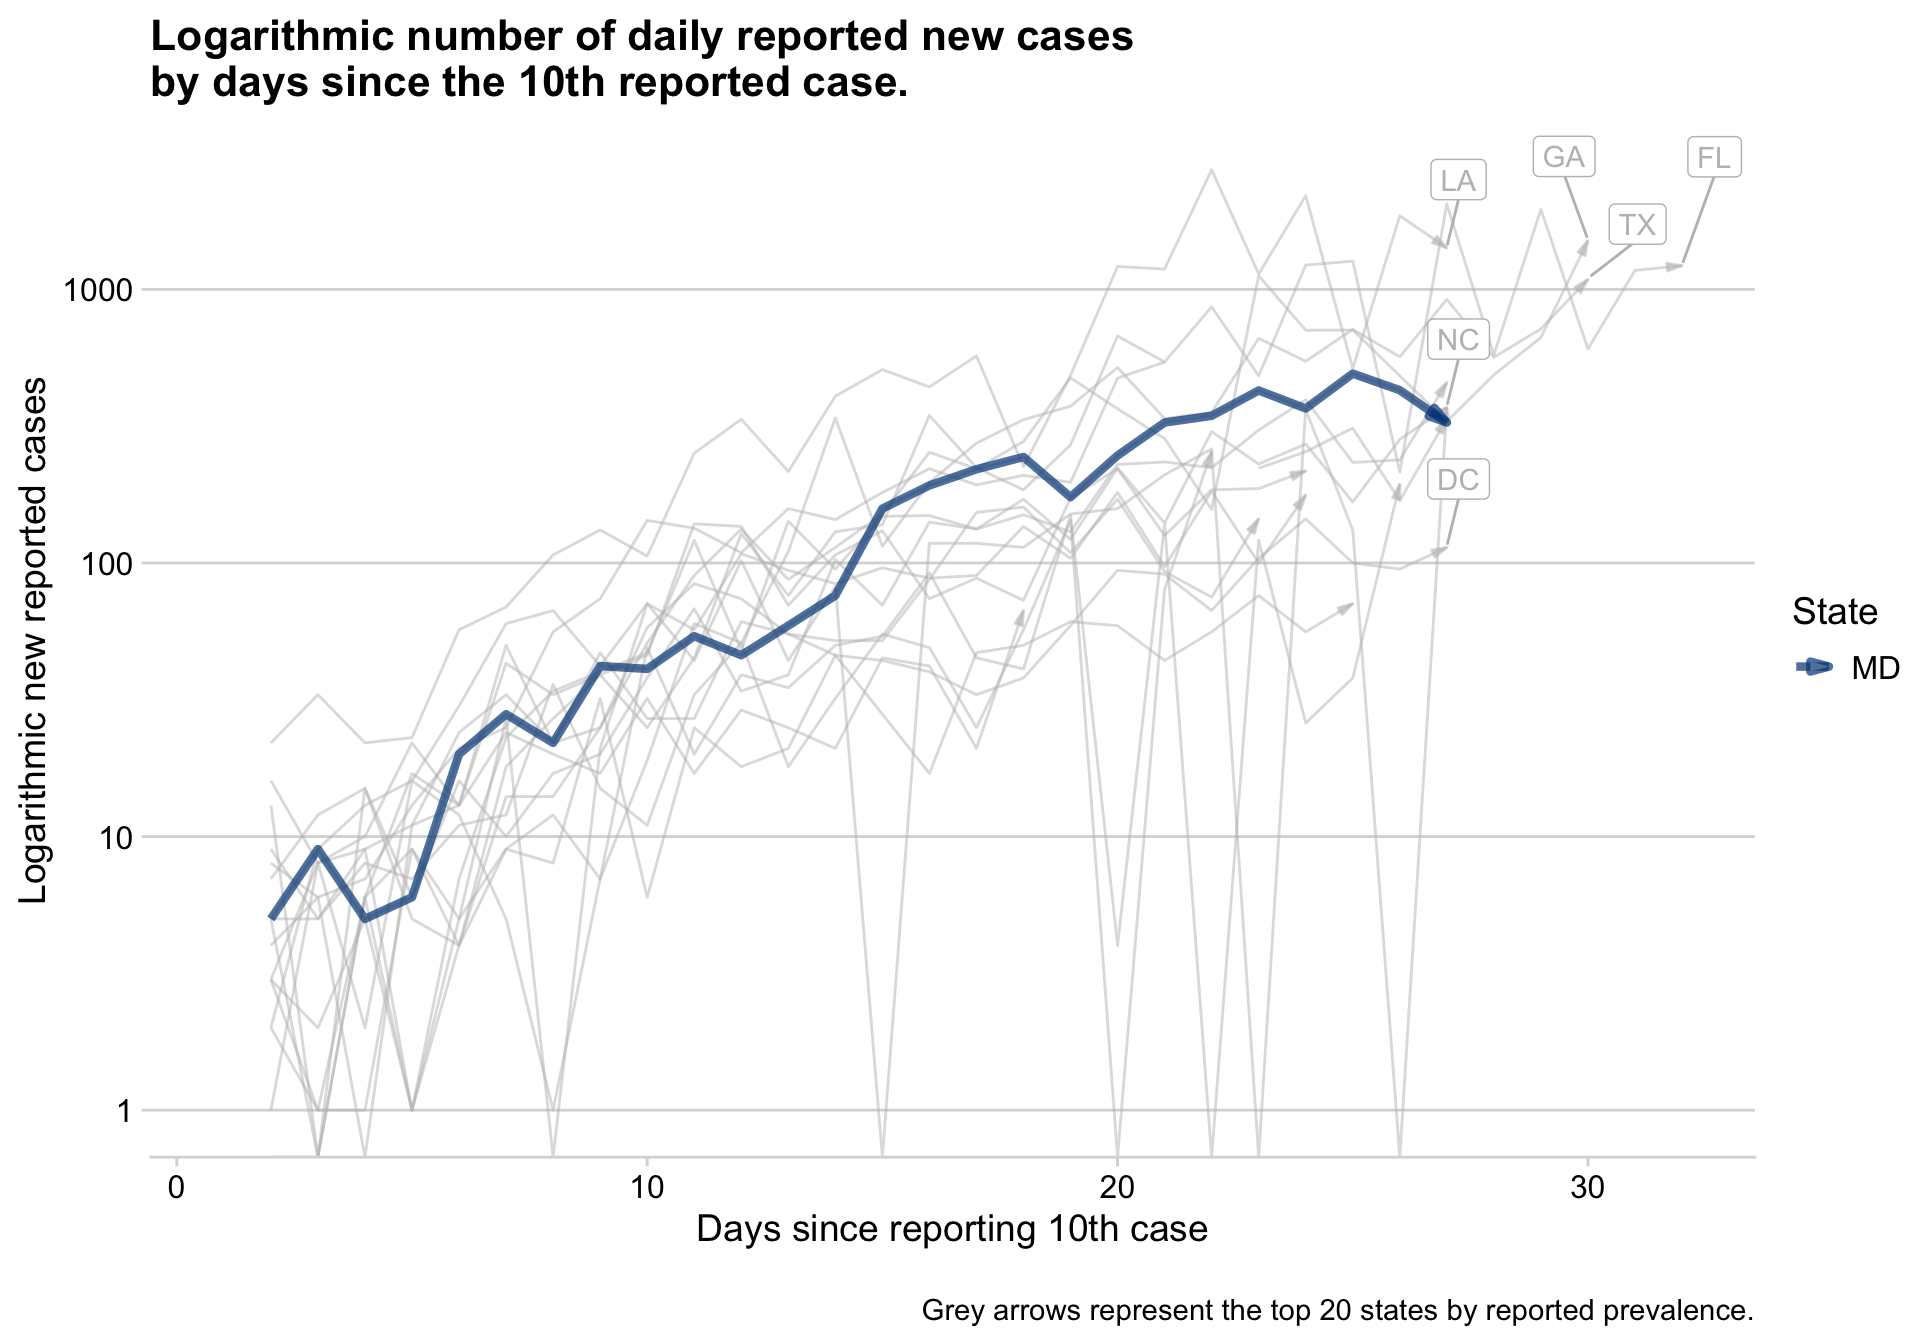 Logarithmic number of daily reported new cases
by days since the 10th reported case.
GA
FL
LA
TX
1000
NC
DC
100
10
1
Logarithmic new reported cases
State
MD
0
10
20
30
Days since reporting 10th case
Grey arrows represent the top 20 states by reported prevalence.